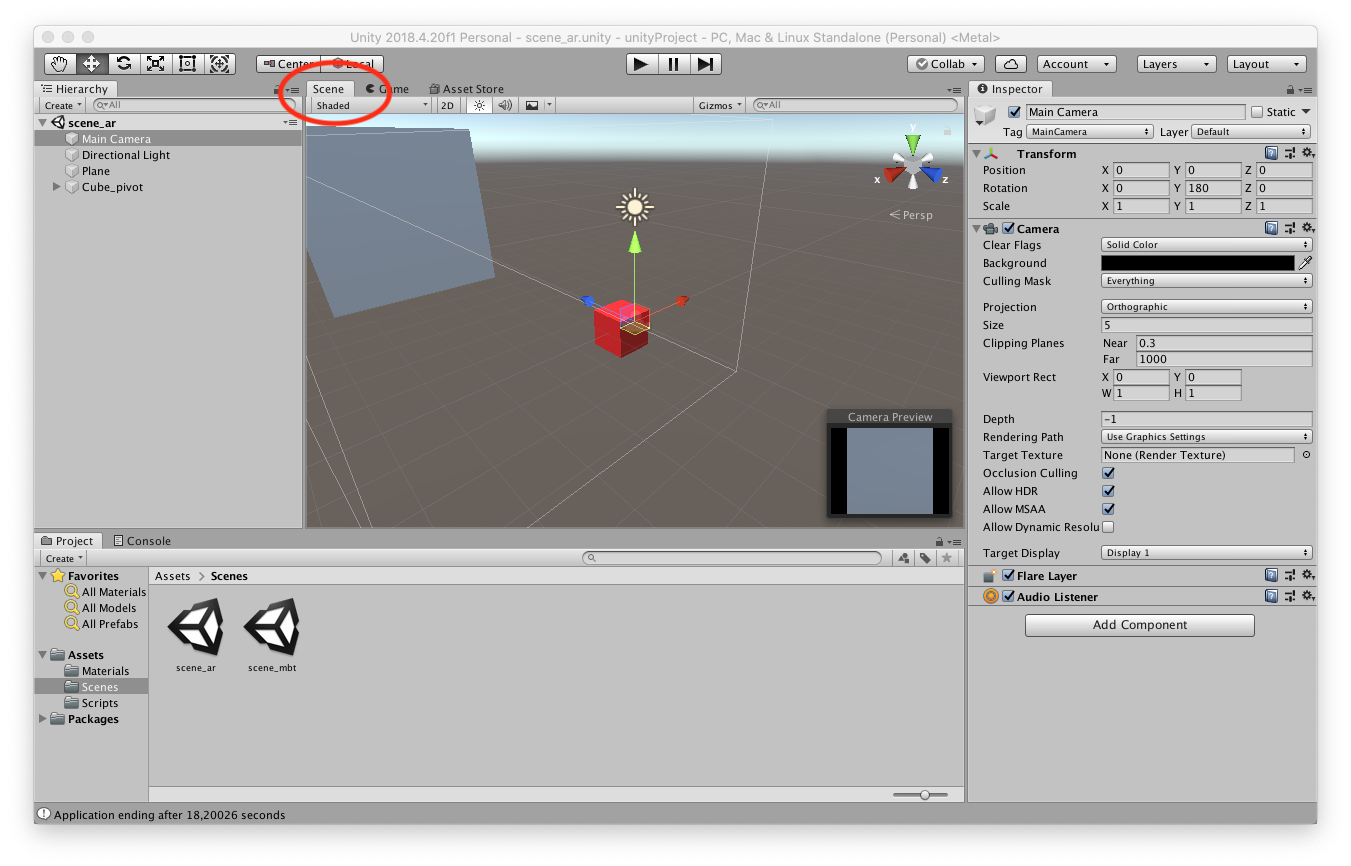 Unity 2018.4.20f1 Personal - scene_ar.unity - unityProject - PC, Mac & Linux Standalone (Personal) <Metal>
Center Local Collab Account Layers Layout
Hierarchy
Create All
scene_ar
Main Camera
Directional Light
Plane
Cube_pivot
Scene Game Asset Store
Shaded 2D Gizmos All
y
x z
Persp
Camera Preview
Inspector
Main Camera Static
Tag MainCamera Layer Default
Transform
Position X 0 Y 0 Z 0
Rotation X 0 Y 180 Z 0
Scale X 1 Y 1 Z 1
Camera
Clear Flags Solid Color
Background
Culling Mask Everything
Projection Orthographic
Size 5
Clipping Planes Near 0.3
Far 1000
Viewport Rect X 0 Y 0
W 1 H 1
Depth -1
Rendering Path Use Graphics Settings
Target Texture None (Render Texture)
Occlusion Culling
Allow HDR
Allow MSAA
Allow Dynamic Resolu
Target Display Display 1
Flare Layer
Audio Listener
Add Component
Project Console
Create
Favorites
All Materials
All Models
All Prefabs
Assets
Materials
Scenes
Scripts
Packages
Assets > Scenes
scene_ar scene_mbt
Application ending after 18,20026 seconds